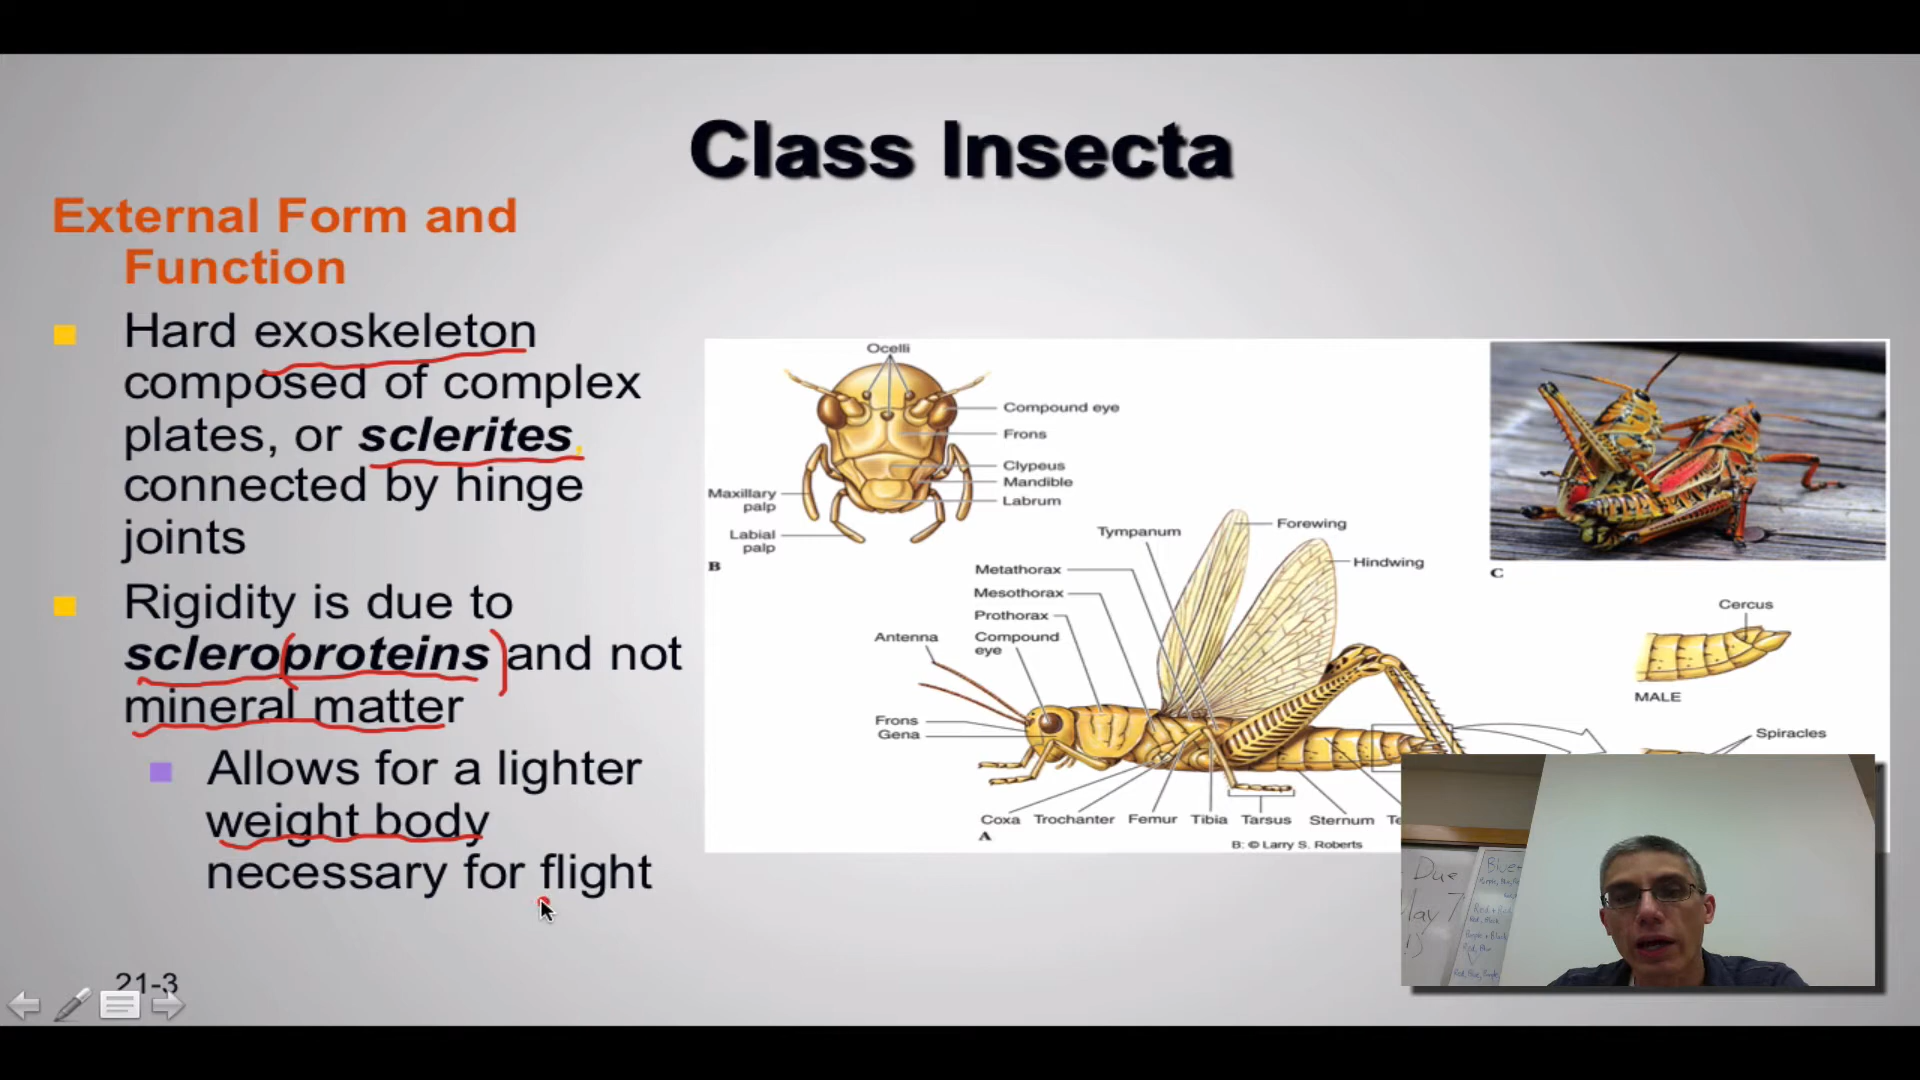 Class Insecta
External Form and
Function
Hard exoskeleton
composed of complex
plates, or sclerites,
connected by hinge
joints
Rigidity is due to
scleroproteins and not
mineral matter
Allows for a lighter
weight body
necessary for flight
21-3
Ocelli
Compound eye
Frons
Clypeus
Mandible
Labrum
Maxillary
palp
Labial
palp
B
C
Tympanum
Forewing
Hindwing
Metathorax
Mesothorax
Prothorax
Compound
eye
Antenna
Frons
Gena
Coxa Trochanter Femur Tibia Tarsus Sternum
A
B: © Larry S. Roberts
Cercus
MALE
Spiracles
Due
May 7